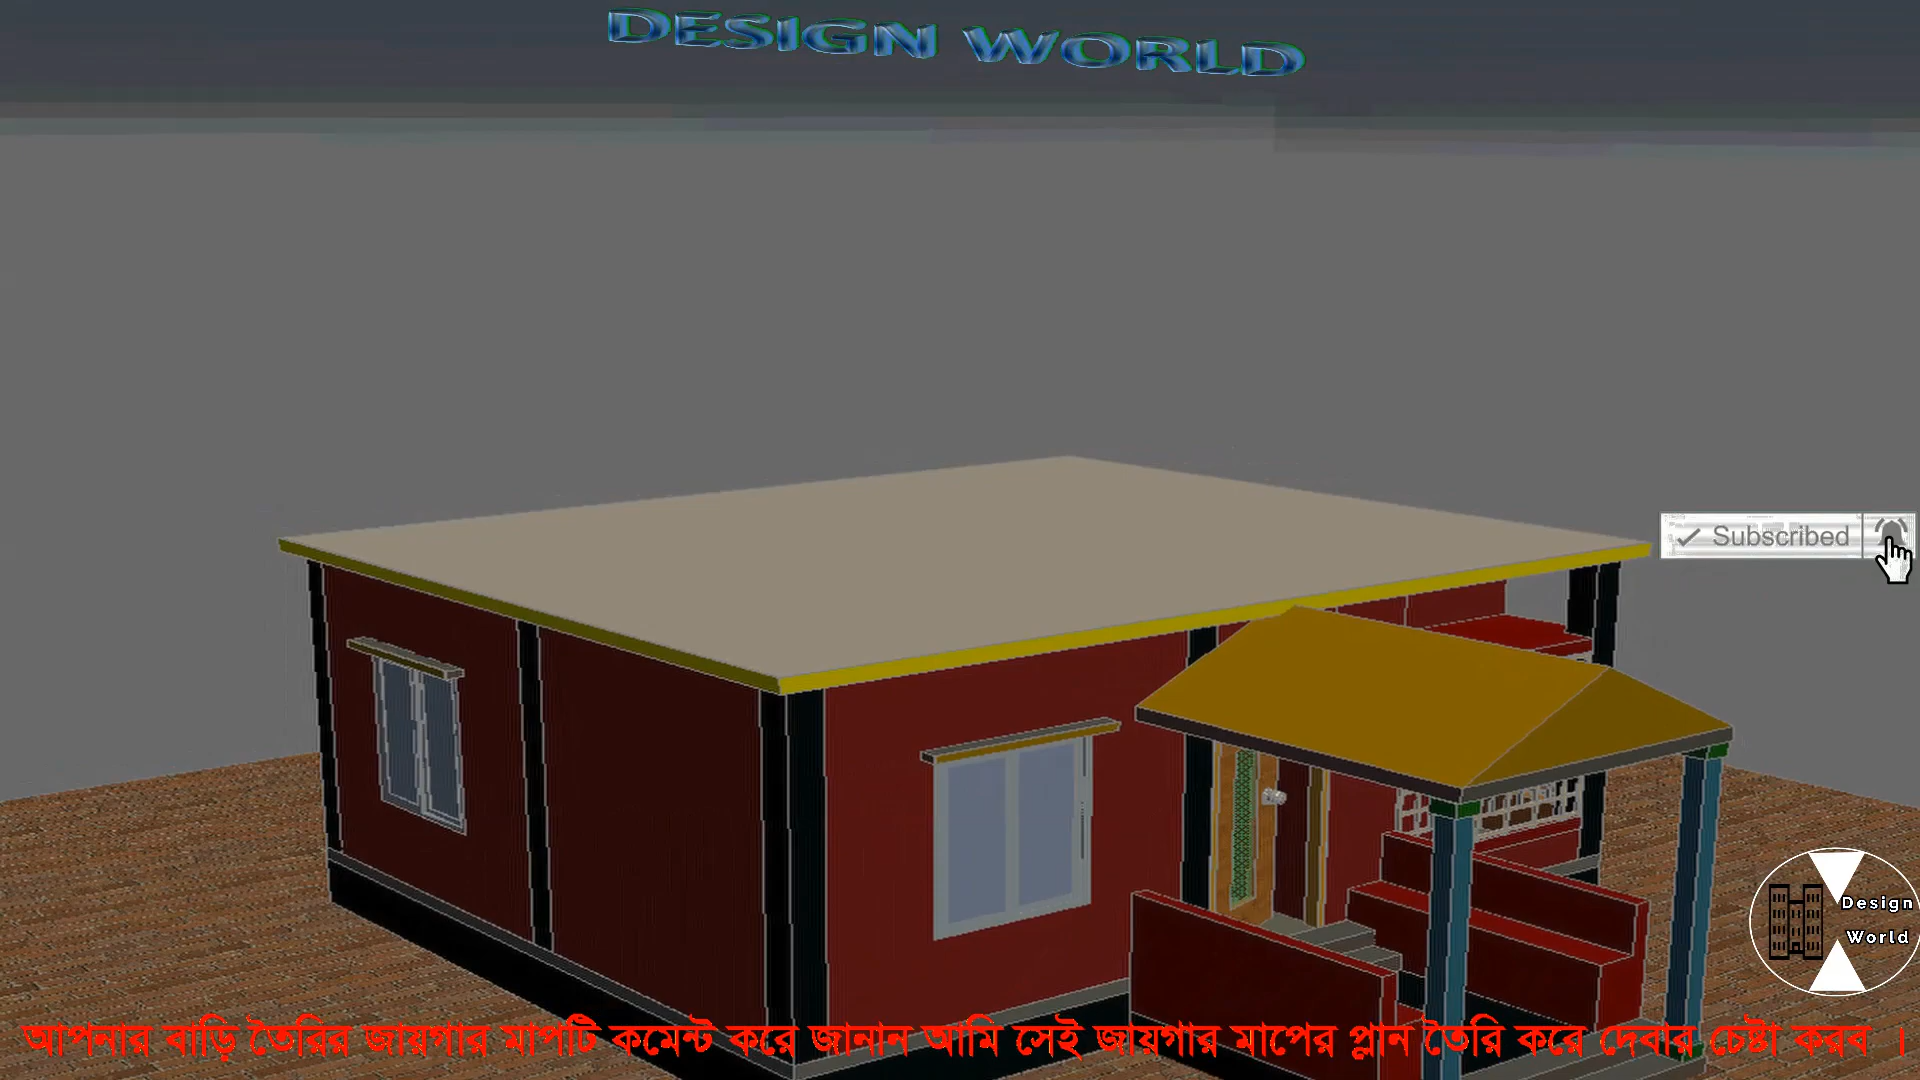 DESIGN WORLD
Subscribed
Design
World
আপনার বাড়ি তৈরির জায়গার মাপটি কমেন্ট করে জানান আমি সেই জায়গার মাপের প্লান তৈরি করে দেবার চেষ্টা করব ।